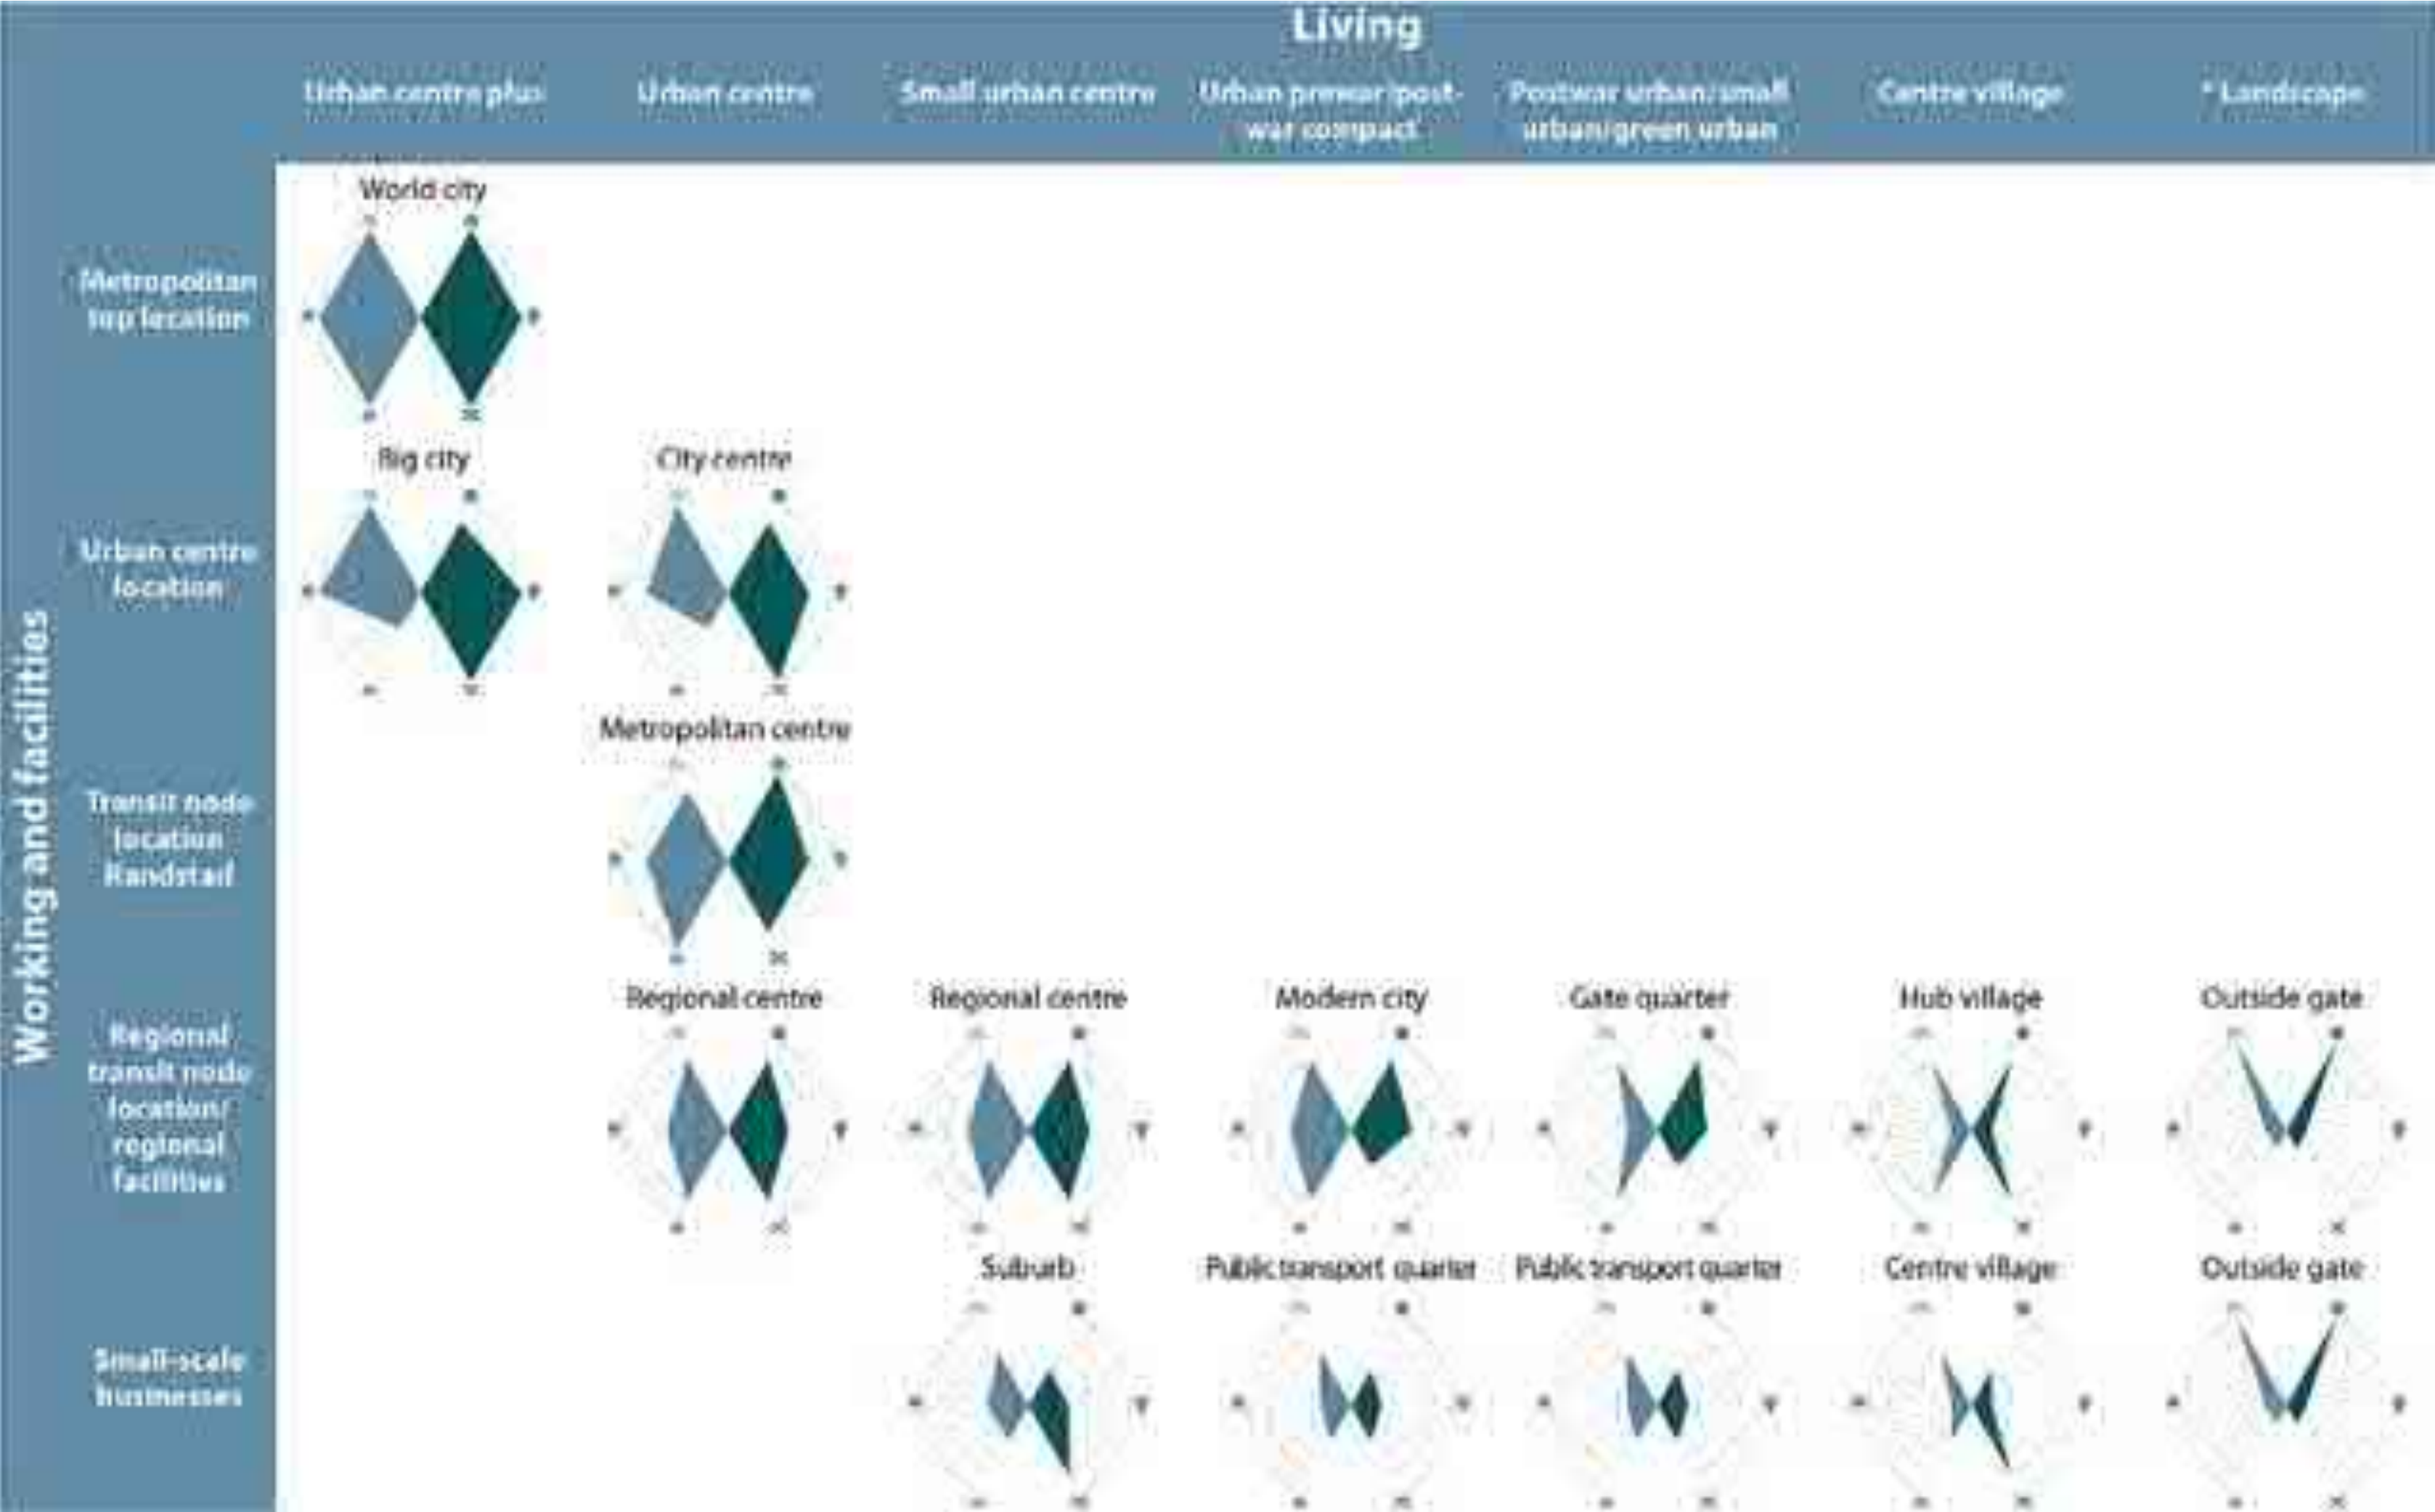 Living
Urban centre plus
Urban centre
Small urban centre
Urban prewar/post-
war compact
Postwar urban/small
urban/green urban
Centre village
* Landscape
Working and facilities
Metropolitan
top location
World city
Urban centre
location
Big city
City centre
Transit node
location
Randstad
Metropolitan centre
Regional
transit node
location/
regional
facilities
Regional centre
Regional centre
Modern city
Gate quarter
Hub village
Outside gate
Small-scale
businesses
Suburb
Public transport quarter
Public transport quarter
Centre village
Outside gate